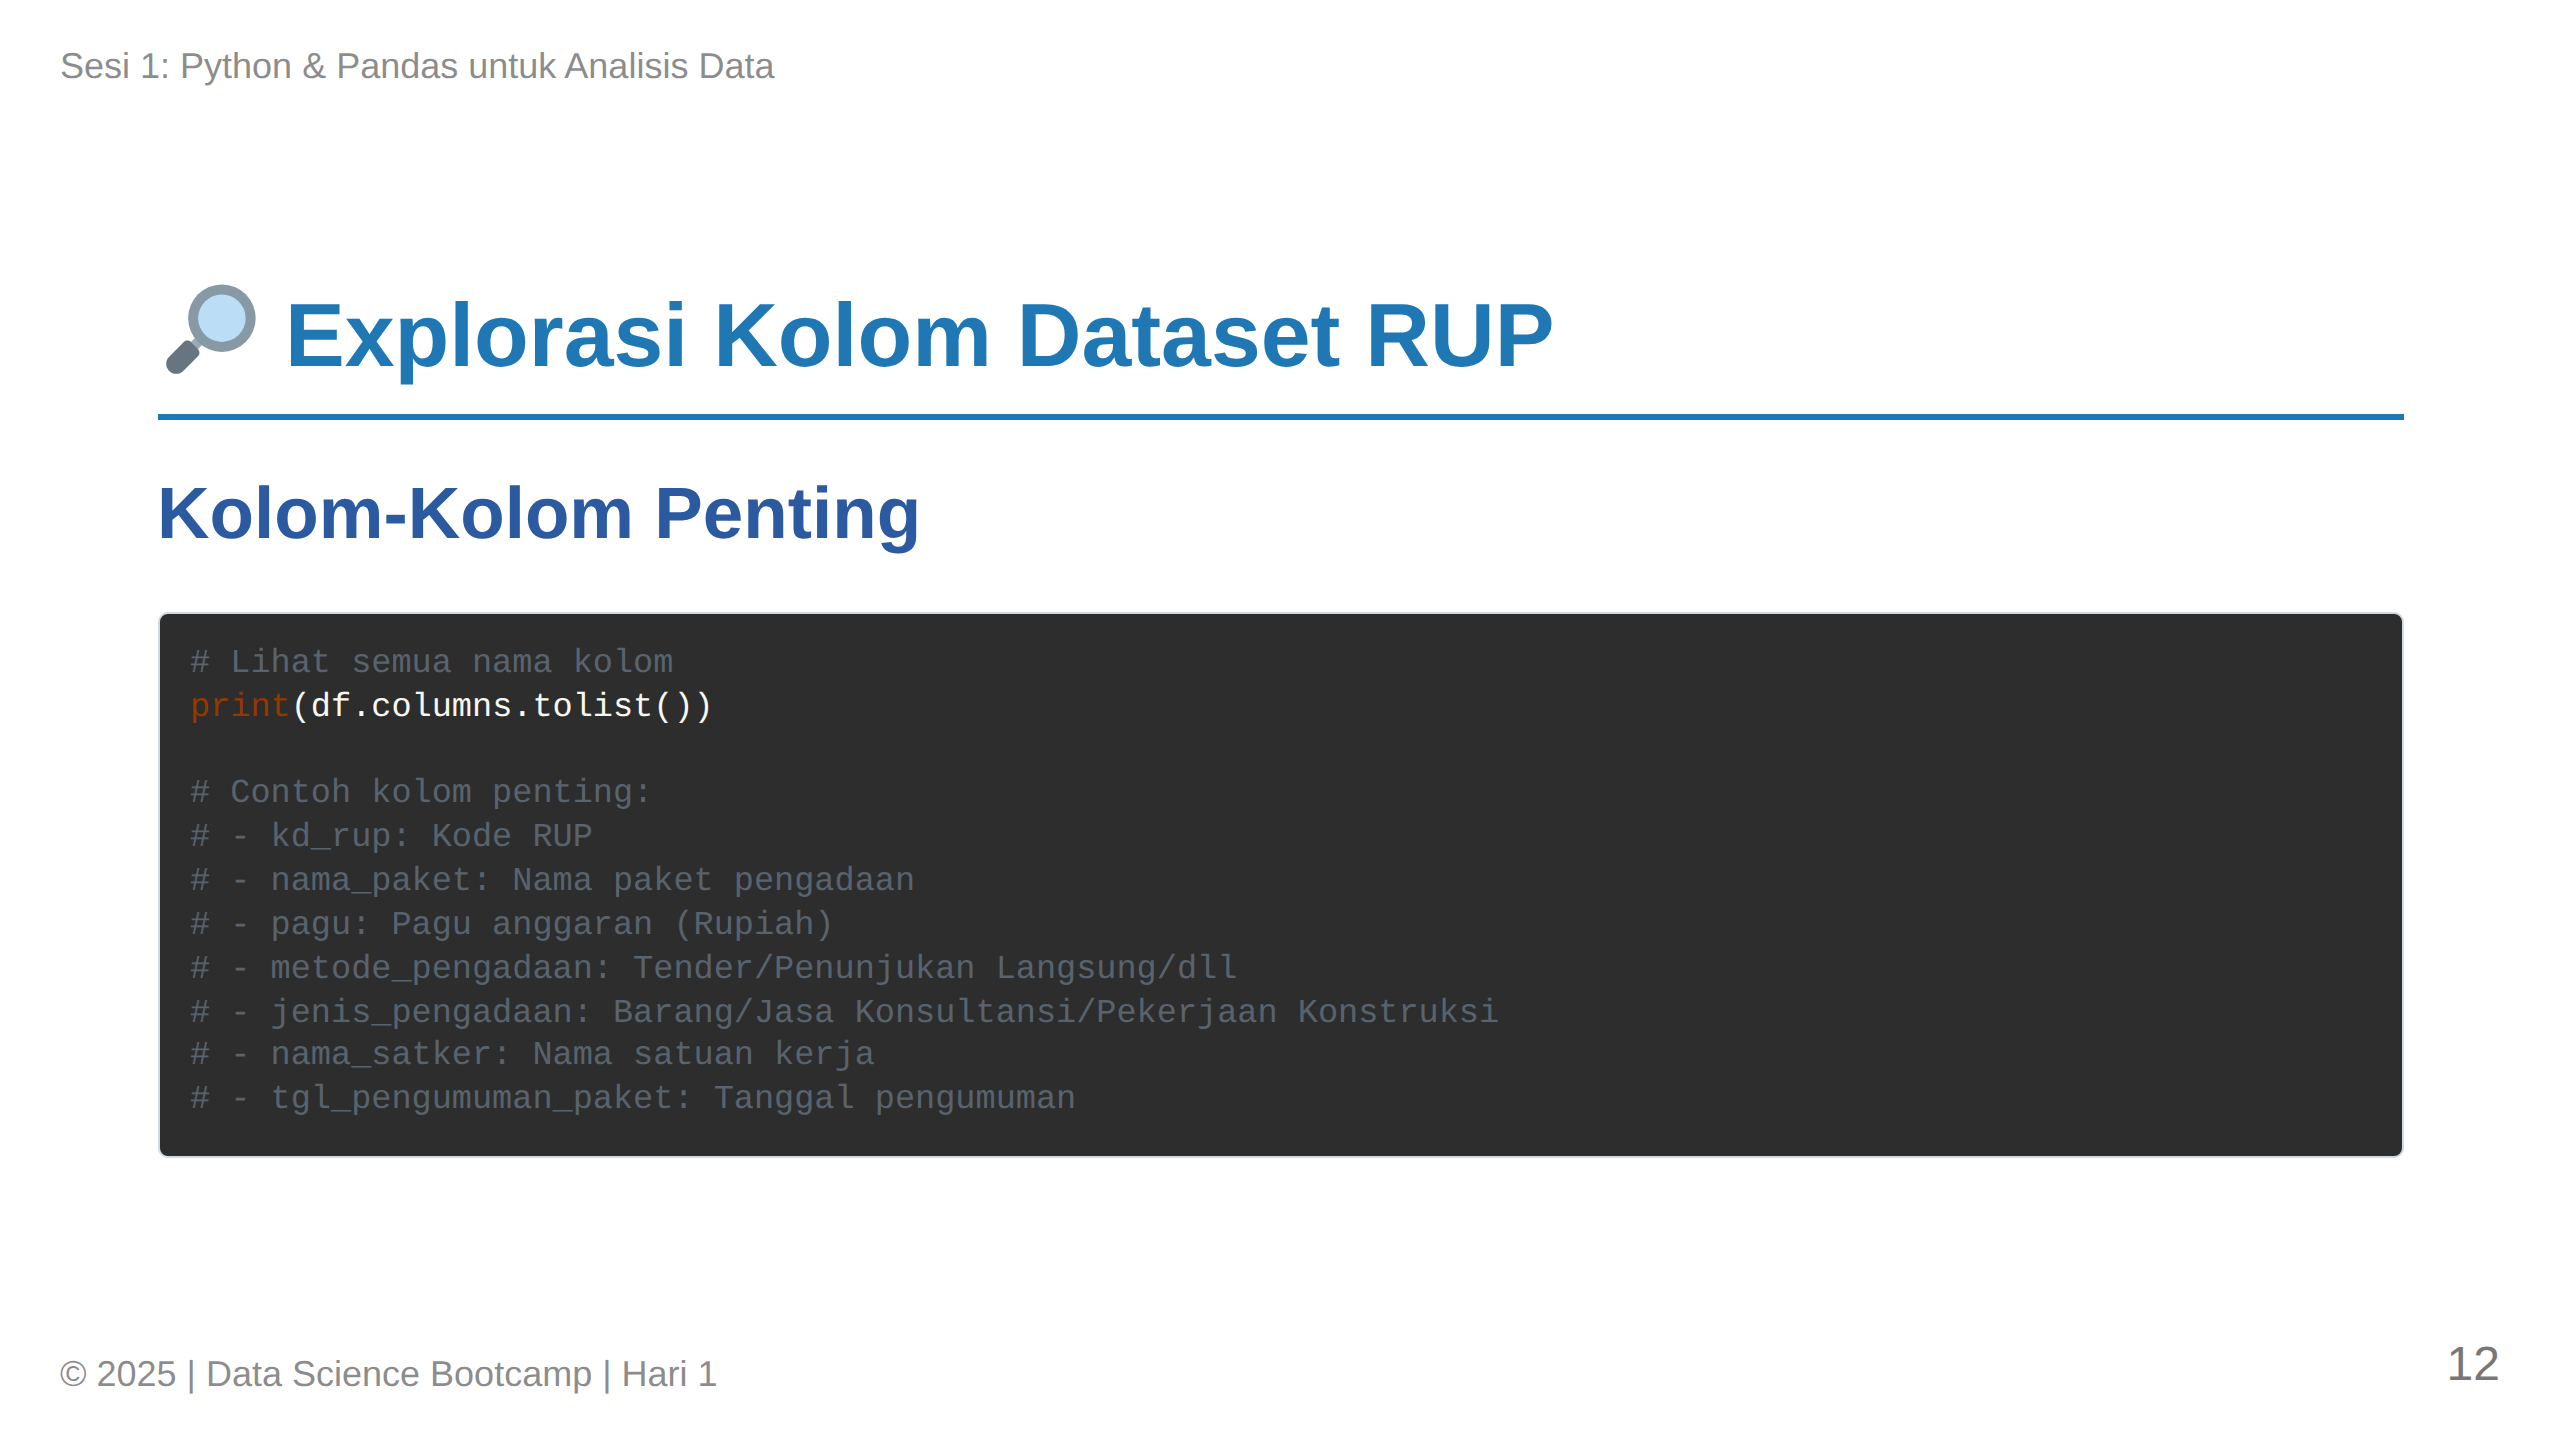 Sesi 1: Python & Pandas untuk Analisis Data
🔎 Explorasi Kolom Dataset RUP
Kolom-Kolom Penting
# Lihat semua nama kolom
print(df.columns.tolist())
# Contoh kolom penting:
# - kd_rup: Kode RUP
# - nama_paket: Nama paket pengadaan
# - pagu: Pagu anggaran (Rupiah)
# - metode_pengadaan: Tender/Penunjukan Langsung/dll
# - jenis_pengadaan: Barang/Jasa Konsultansi/Pekerjaan Konstruksi
# - nama_satker: Nama satuan kerja
# - tgl_pengumuman_paket: Tanggal pengumuman
© 2025 | Data Science Bootcamp | Hari 1
12